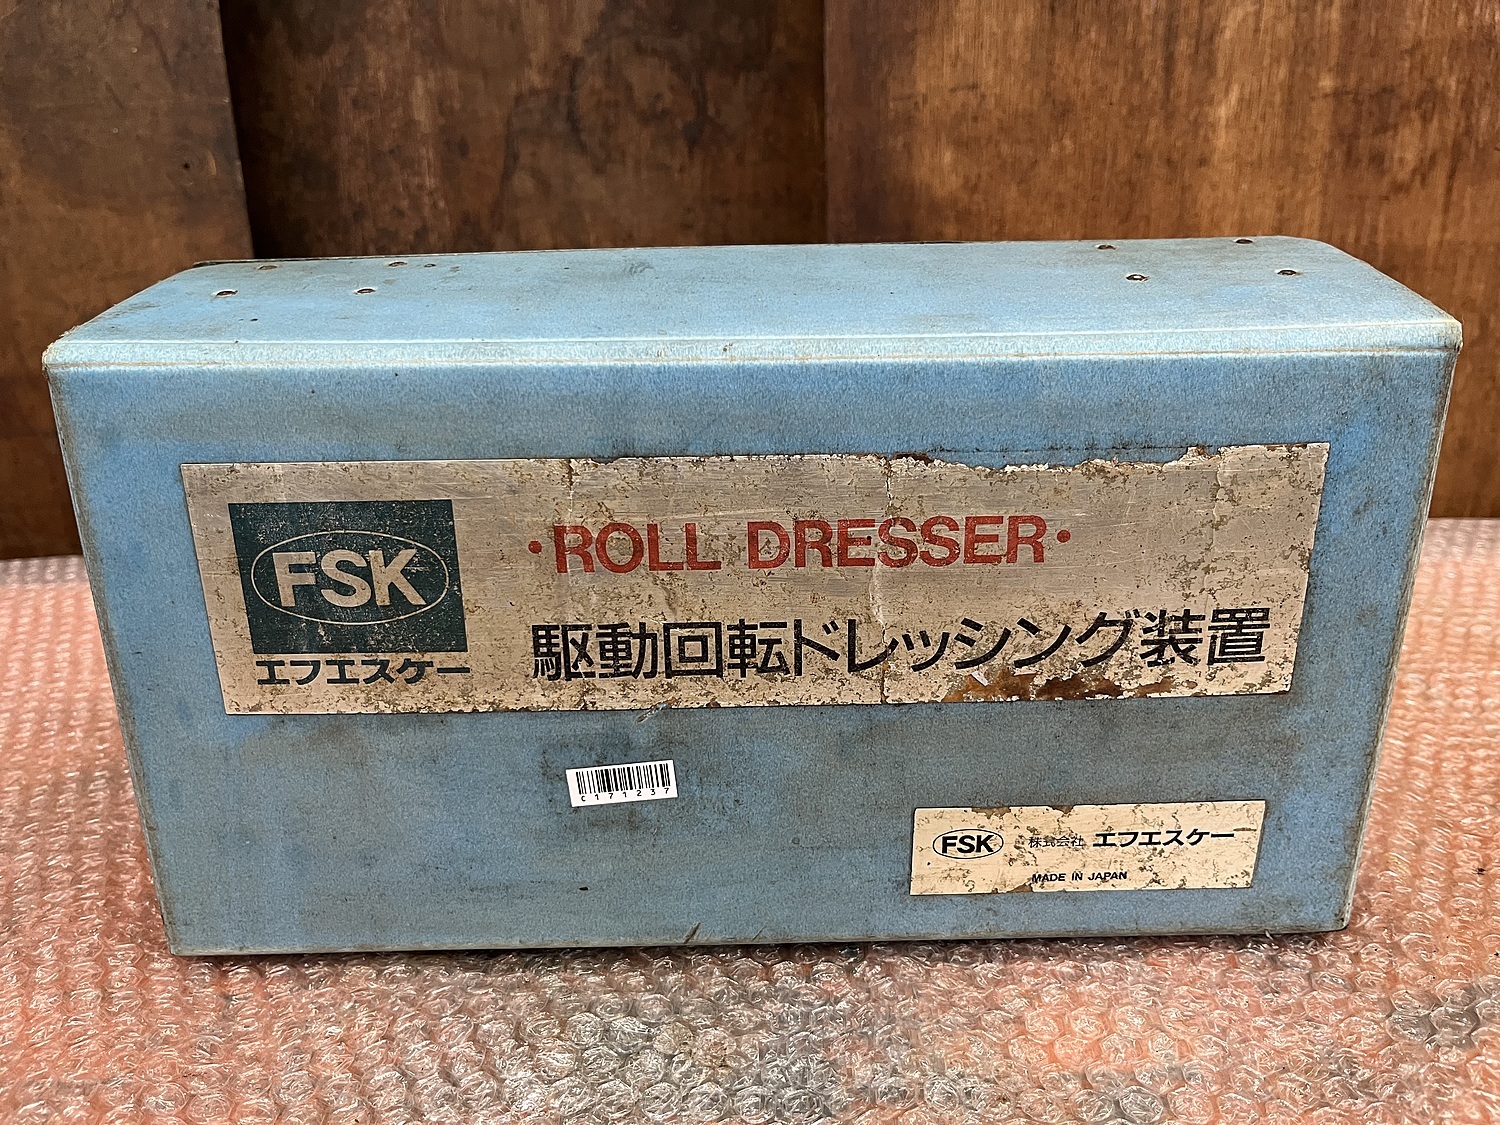 FSK
エフエスケー
・ROLL DRESSER・
駆動回転ドレッシング装置
C171237
FSK 株式会社 エフエスケー
MADE IN JAPAN